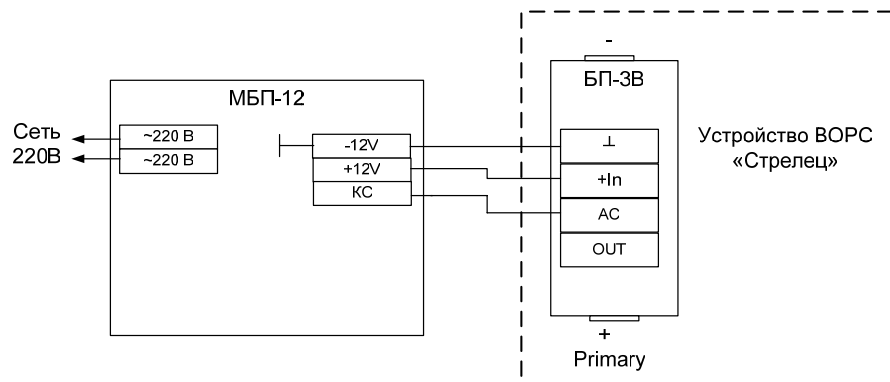 МБП-12
Сеть
220В
~220 В
~220 В
-12V
+12V
КС
-
БП-3В
⊥
+In
AC
OUT
+
Primary
Устройство ВОРС
«Стрелец»